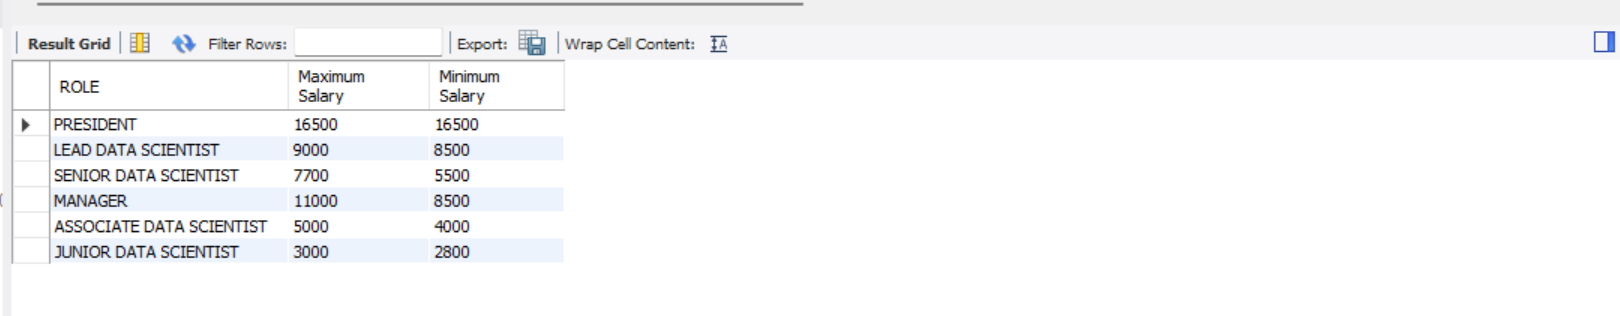 Result Grid Filter Rows: Export: Wrap Cell Content: IA
ROLE Maximum Salary Minimum Salary
PRESIDENT 16500 16500
LEAD DATA SCIENTIST 9000 8500
SENIOR DATA SCIENTIST 7700 5500
MANAGER 11000 8500
ASSOCIATE DATA SCIENTIST 5000 4000
JUNIOR DATA SCIENTIST 3000 2800